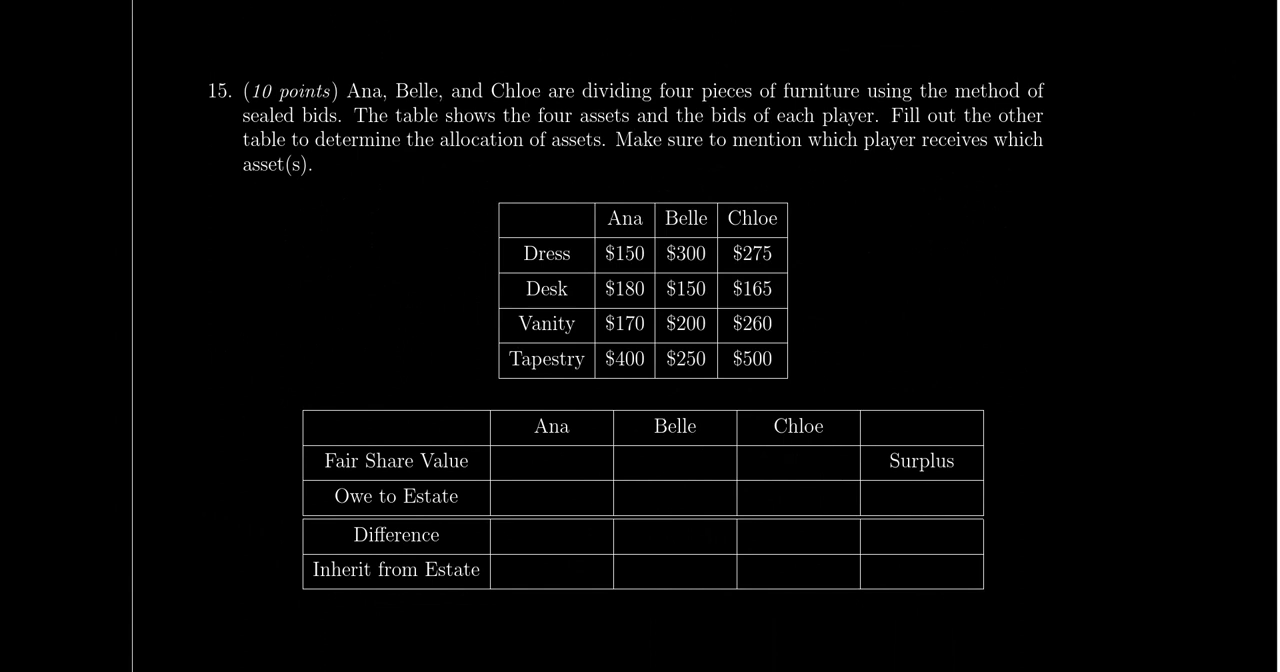 15. (10 points) Ana, Belle, and Chloe are dividing four pieces of furniture using the method of
sealed bids. The table shows the four assets and the bids of each player. Fill out the other
table to determine the allocation of assets. Make sure to mention which player receives which
asset(s).
Ana Belle Chloe
Dress $150 $300 $275
Desk $180 $150 $165
Vanity $170 $200 $260
Tapestry $400 $250 $500
Ana Belle Chloe
Fair Share Value Surplus
Owe to Estate
Difference
Inherit from Estate